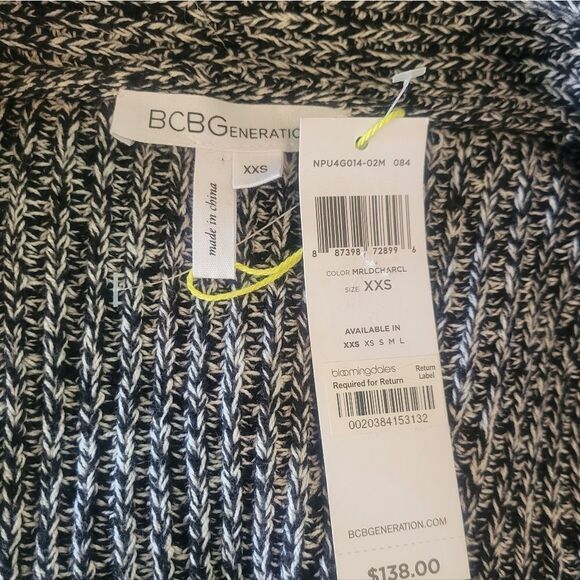 BCBGENERATION
XXS
made in china
NPU4G014-02M 084
8 87398 72899 6
COLOR MRLDCHARCL
SIZE XXS
AVAILABLE IN
XXS XS S M L
bloomingdales Return
Required for Return Label
0020384153132
BCBGENERATION.COM
$138.00